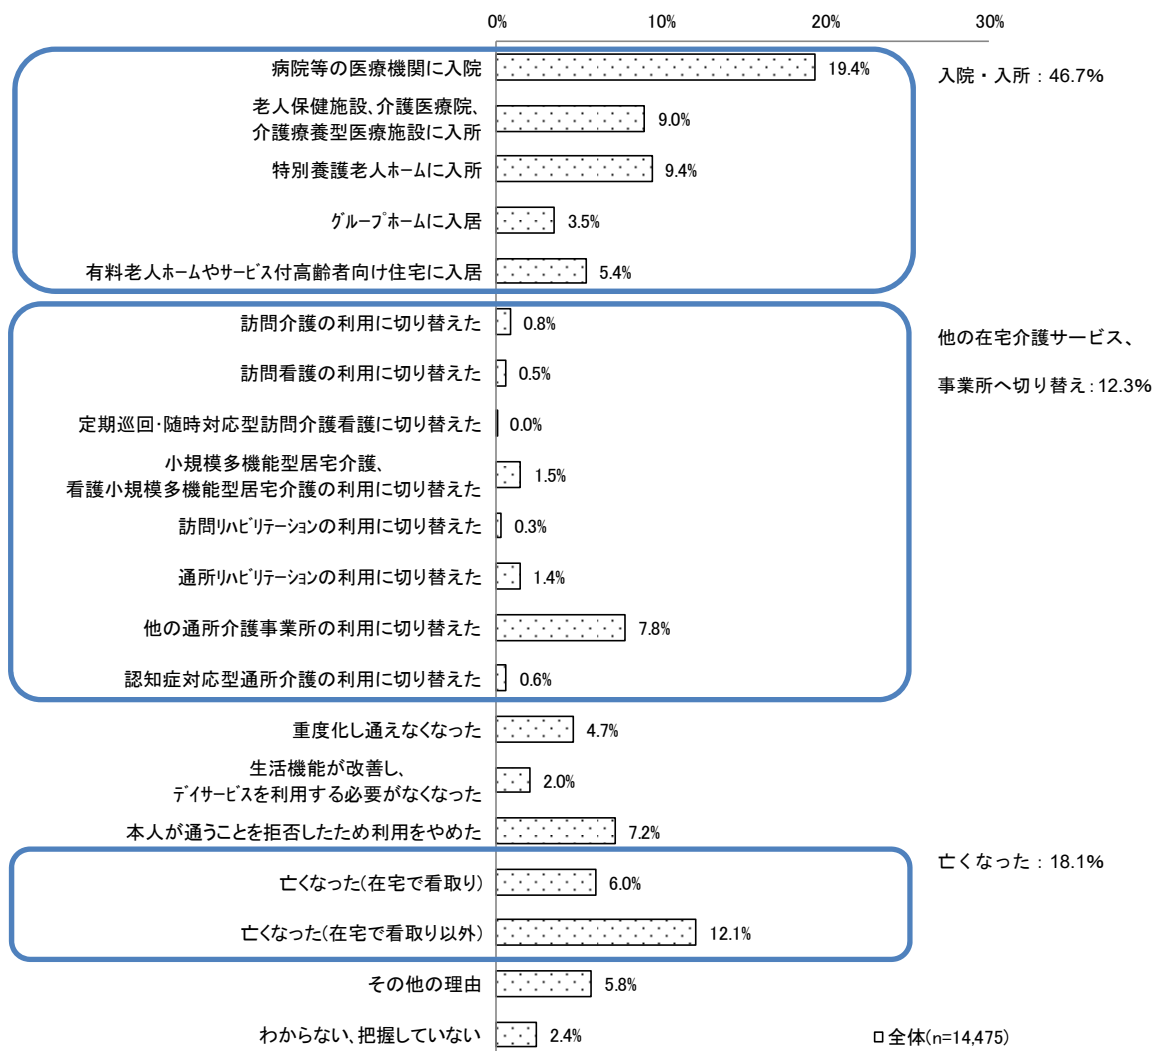 0% 10% 20% 30%
病院等の医療機関に入院 19.4%
入院・入所：46.7%
老人保健施設、介護医療院、
介護療養型医療施設に入所 9.0%
特別養護老人ホームに入所 9.4%
グループホームに入居 3.5%
有料老人ホームやサービス付高齢者向け住宅に入居 5.4%
訪問介護の利用に切り替えた 0.8%
他の在宅介護サービス、
事業所へ切り替え：12.3%
訪問看護の利用に切り替えた 0.5%
定期巡回・随時対応型訪問介護看護に切り替えた 0.0%
小規模多機能型居宅介護、
看護小規模多機能型居宅介護の利用に切り替えた 1.5%
訪問リハビリテーションの利用に切り替えた 0.3%
通所リハビリテーションの利用に切り替えた 1.4%
他の通所介護事業所の利用に切り替えた 7.8%
認知症対応型通所介護の利用に切り替えた 0.6%
重度化し通えなくなった 4.7%
生活機能が改善し、
デイサービスを利用する必要がなくなった 2.0%
本人が通うことを拒否したため利用をやめた 7.2%
亡くなった：18.1%
亡くなった(在宅で看取り) 6.0%
亡くなった(在宅で看取り以外) 12.1%
その他の理由 5.8%
わからない、把握していない 2.4%
全体(n=14,475)